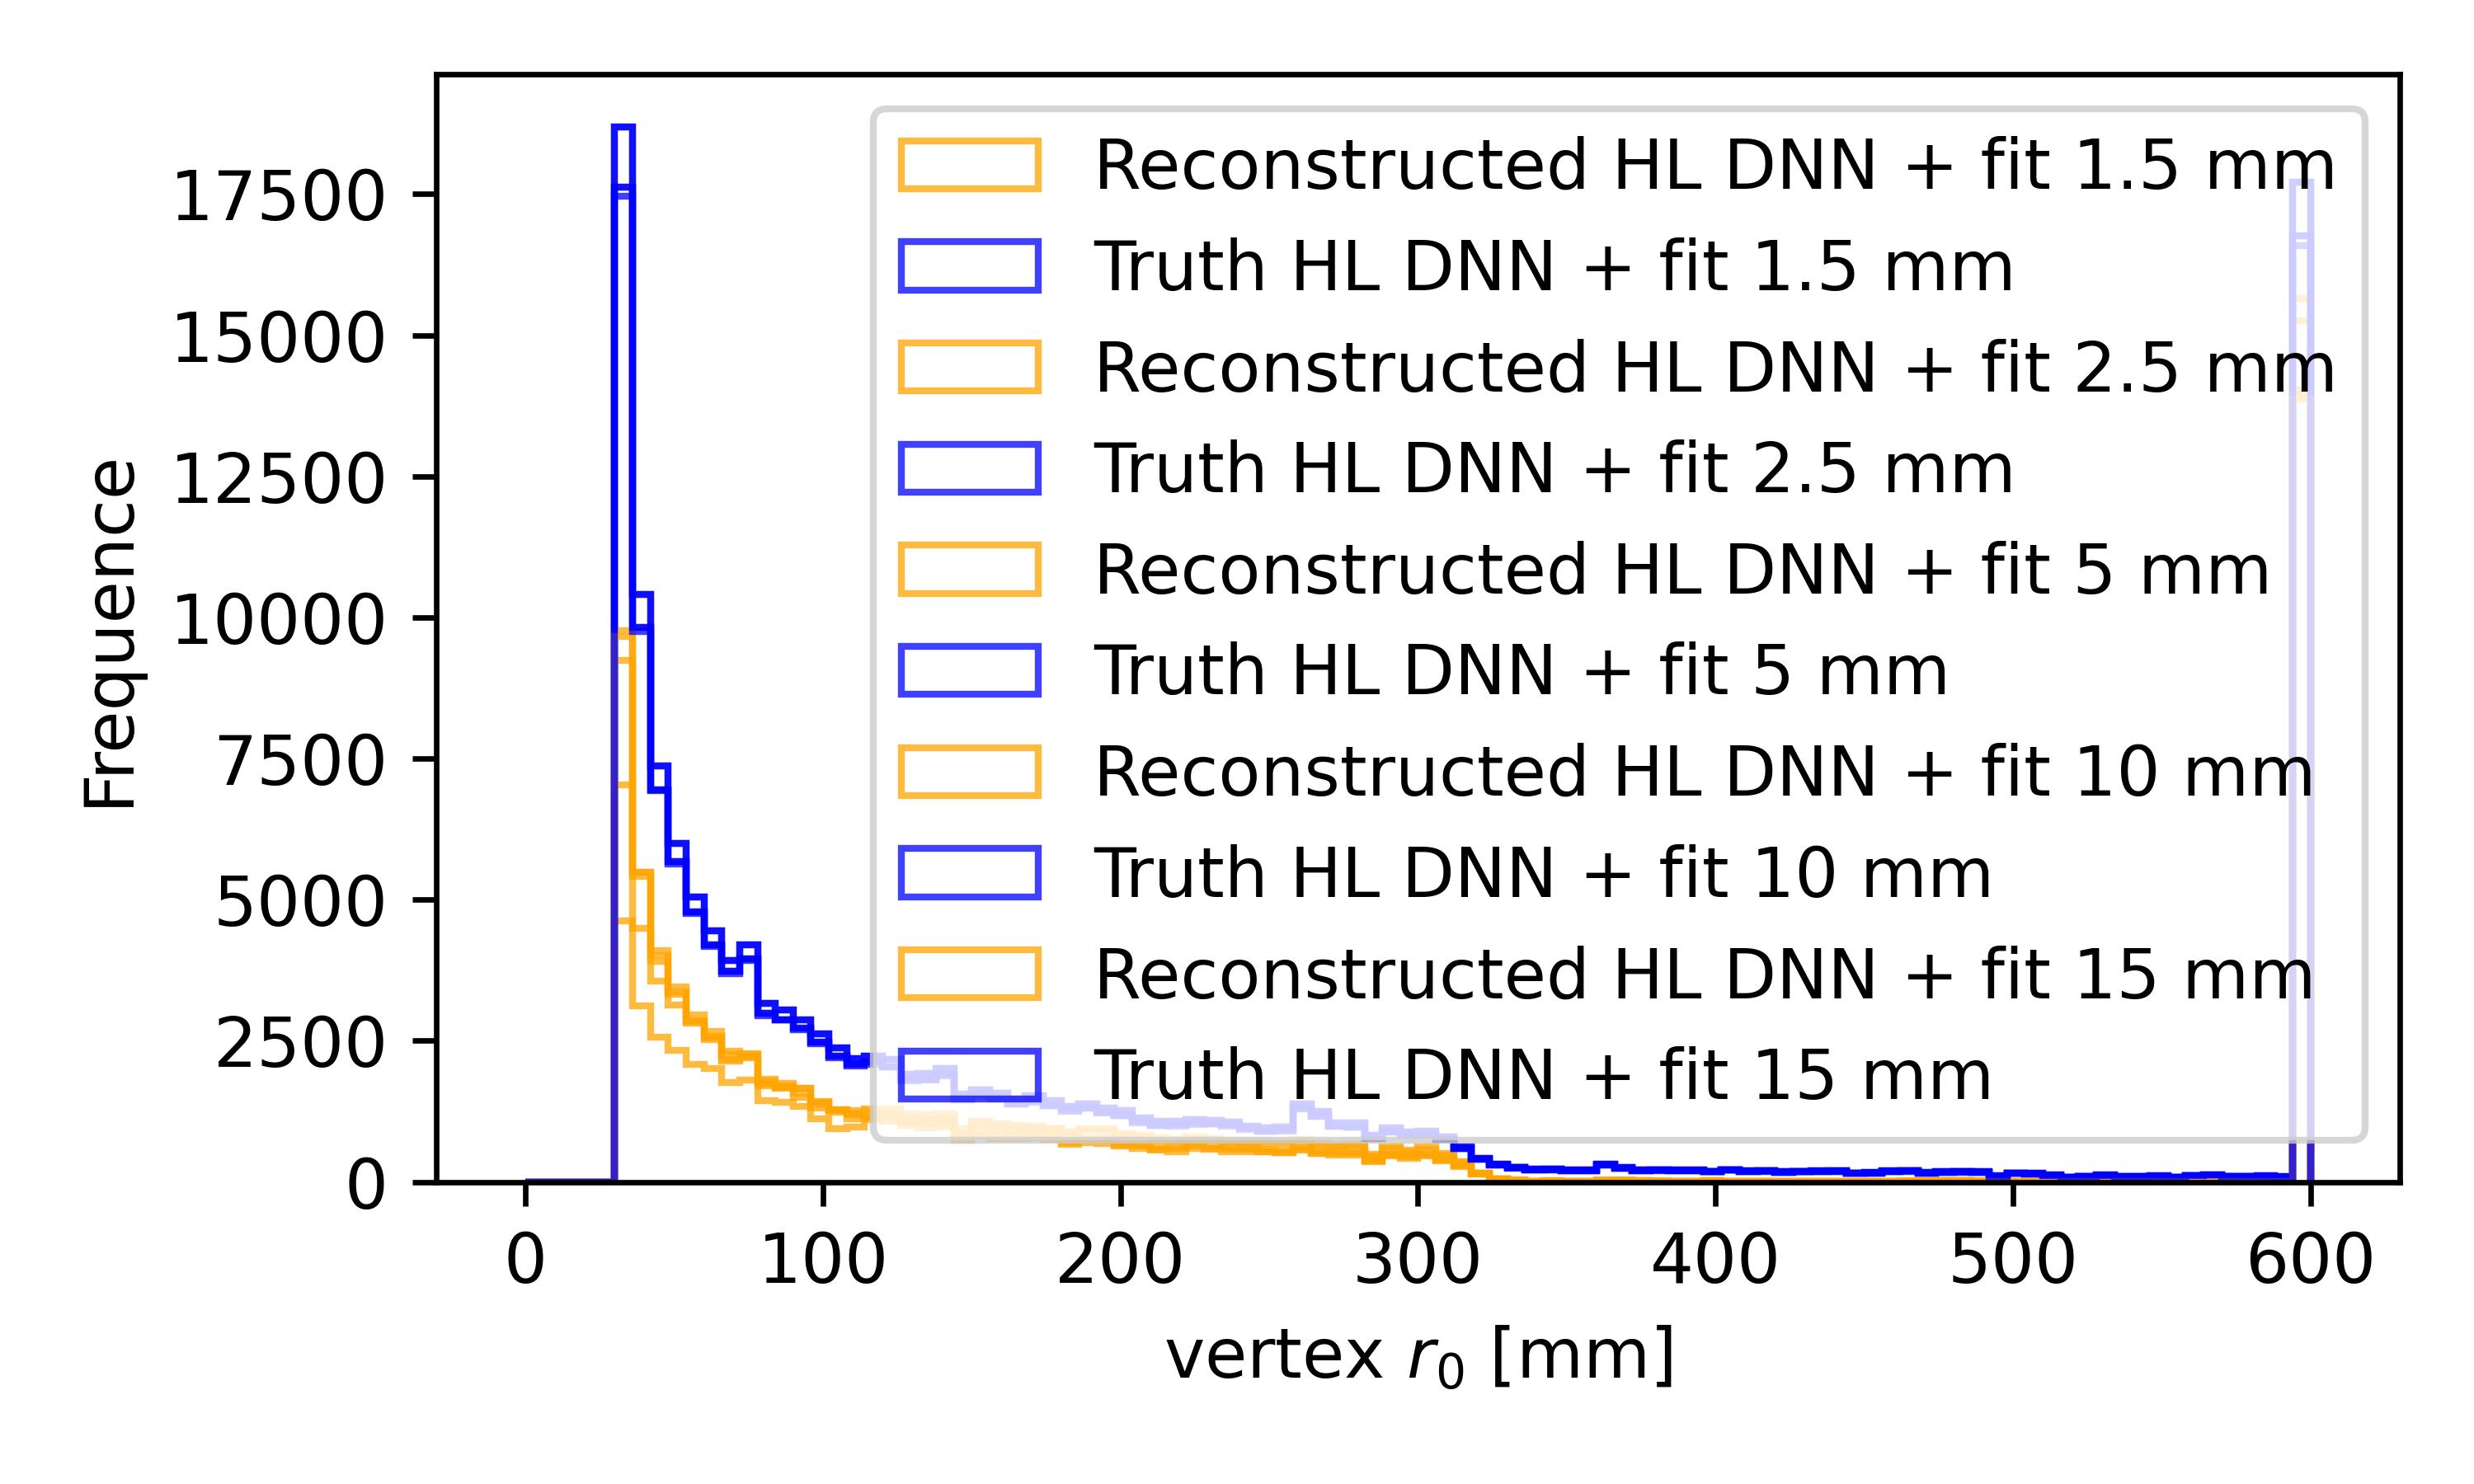 Reconstructed HL DNN + fit 1.5 mm
Truth HL DNN + fit 1.5 mm
Reconstructed HL DNN + fit 2.5 mm
Truth HL DNN + fit 2.5 mm
Reconstructed HL DNN + fit 5 mm
Truth HL DNN + fit 5 mm
Reconstructed HL DNN + fit 10 mm
Truth HL DNN + fit 10 mm
Reconstructed HL DNN + fit 15 mm
Truth HL DNN + fit 15 mm
Frequence
17500
15000
12500
10000
7500
5000
2500
0
0 100 200 300 400 500 600
vertex r₀ [mm]